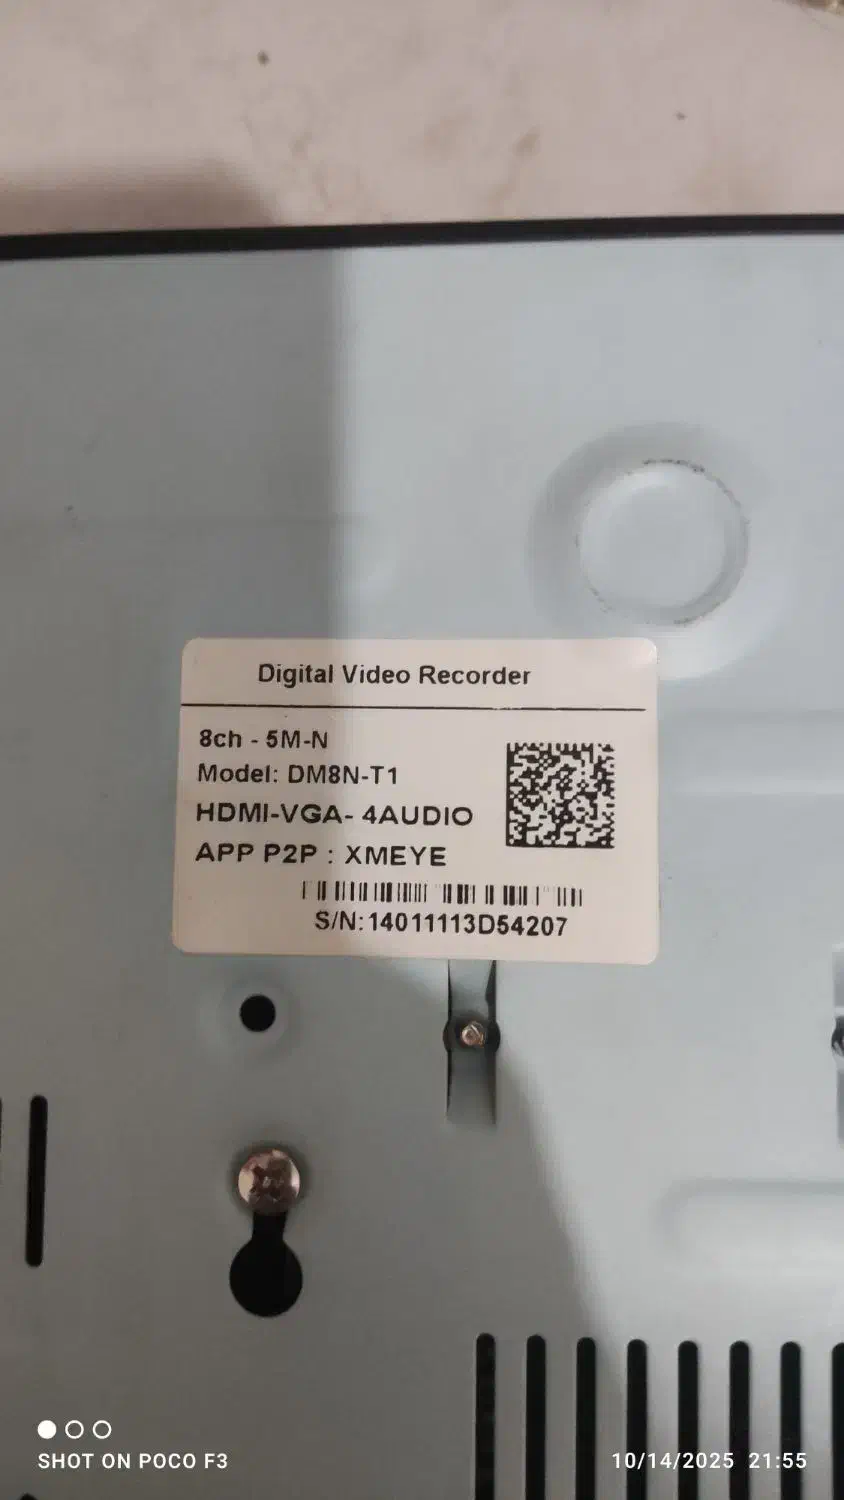 Digital Video Recorder
8ch - 5M-N
Model: DM8N-T1
HDMI-VGA- 4AUDIO
APP P2P : XMEYE
S/N:14011113D54207
SHOT ON POCO F3
10/14/2025 21:55